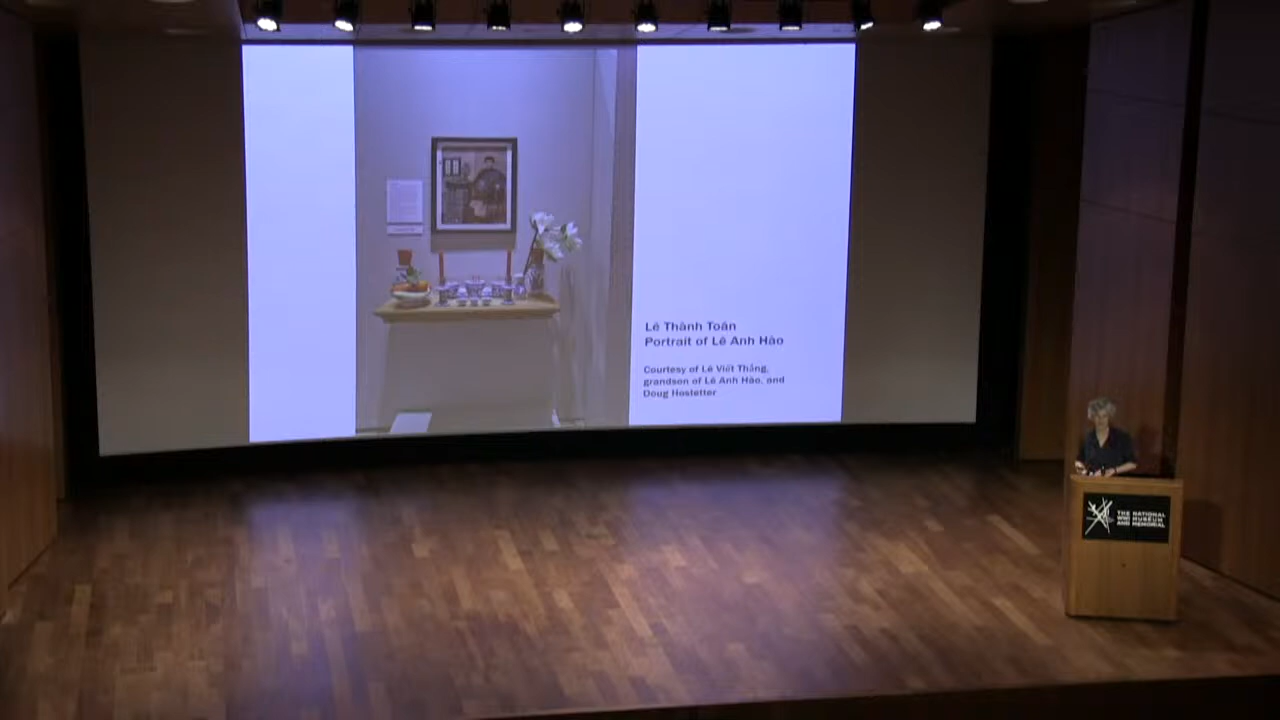 Lê Thành Toân
Portrait of Lê Anh Hào
Courtesy of Lê Viết Thắng,
grandson of Lê Anh Hào, and
Doug Hostetter
THE NATIONAL
WWI MUSEUM
AND MEMORIAL